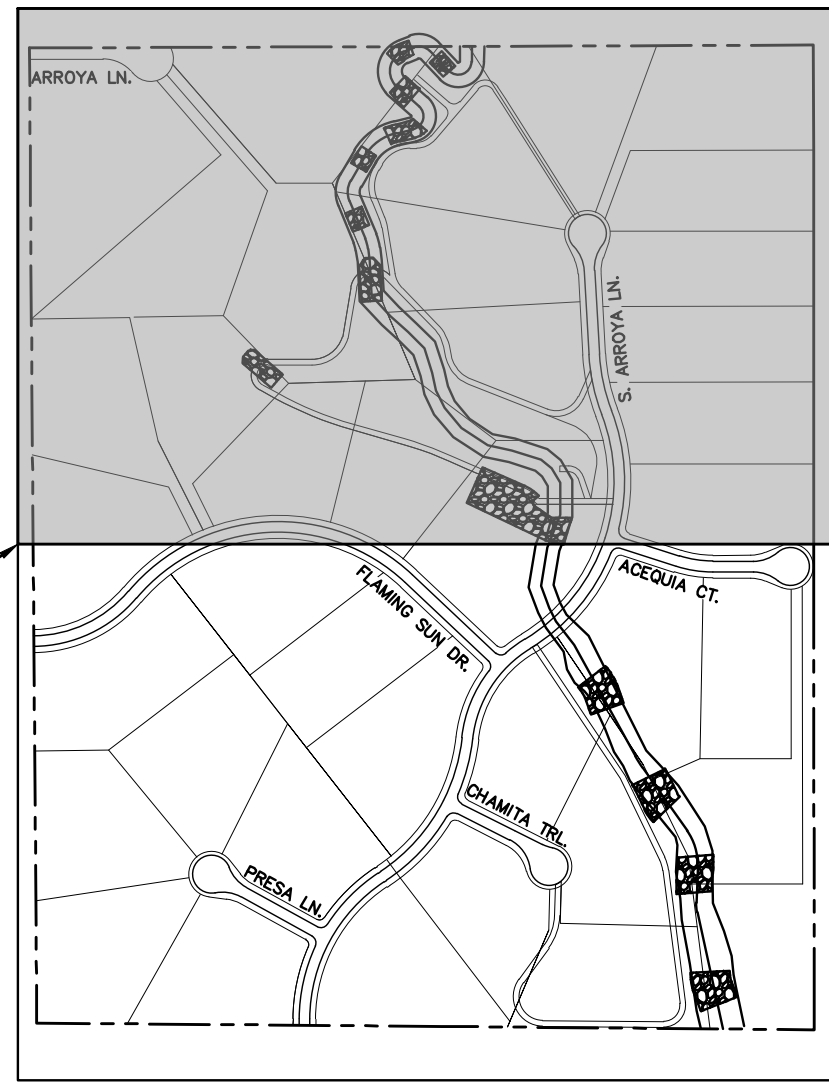 ARROYA LN.
S. ARROYA LN.
FLAMING SUN DR.
ACEQUIA CT.
CHAMITA TRL.
PRESA LN.